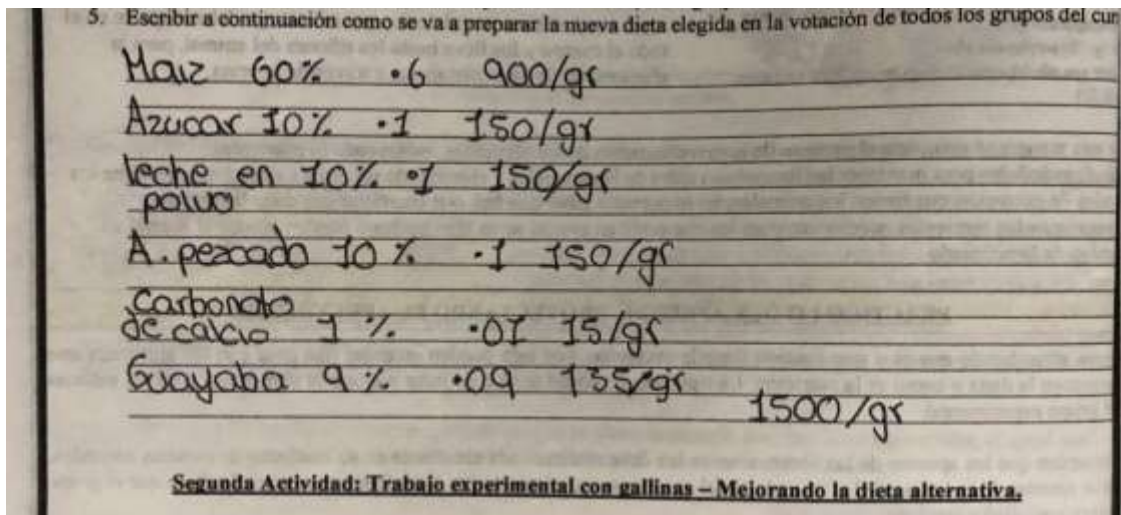 5. Escribir a continuación como se va a preparar la nueva dieta elegida en la votación de todos los grupos del cur
Maiz 60% .6 900/gr
Azucar 10% .1 150/gr
leche en 10% .1 150/gr
polvo
A. pezcado 10% .1 150/gr
Carbonato
de calcio 1% .01 15/gr
Guayaba 9% .09 135/gr
1500/gr
Segunda Actividad: Trabajo experimental con gallinas – Mejorando la dieta alternativa.